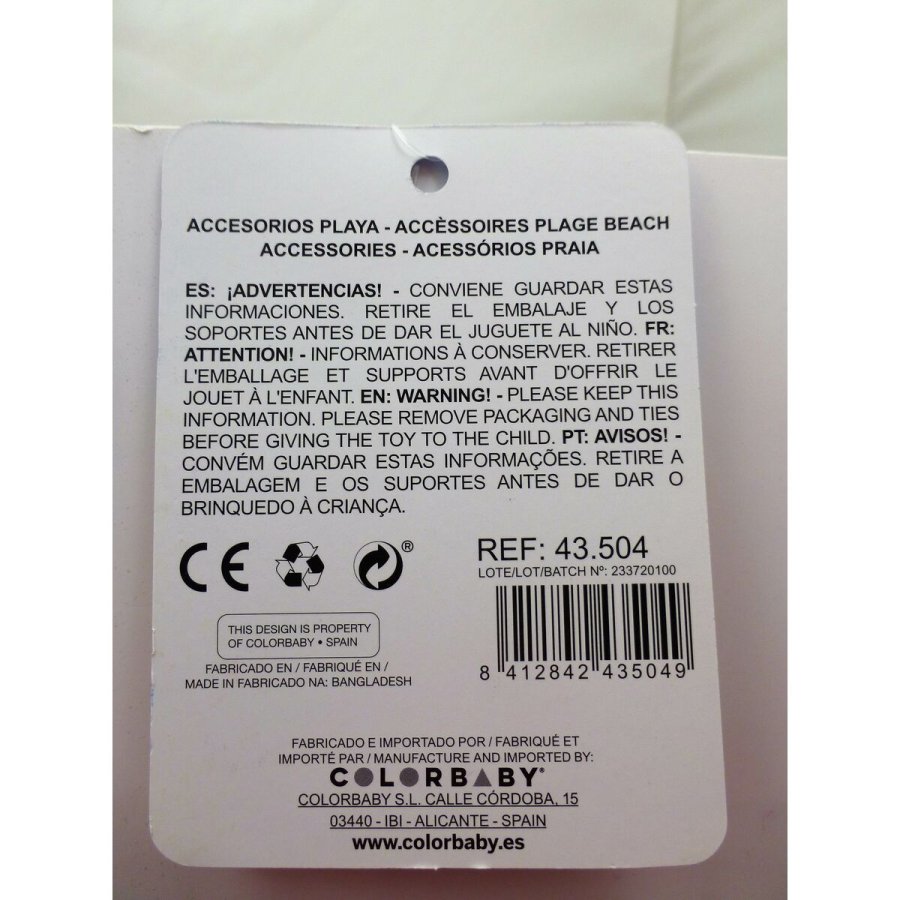 ACCESORIOS PLAYA - ACCÈSSOIRES PLAGE BEACH
ACCESSORIES - ACESSÓRIOS PRAIA
ES: ¡ADVERTENCIAS! - CONVIENE GUARDAR ESTAS
INFORMACIONES. RETIRE EL EMBALAJE Y LOS
SOPORTES ANTES DE DAR EL JUGUETE AL NIÑO. FR:
ATTENTION! - INFORMATIONS À CONSERVER. RETIRER
L'EMBALLAGE ET SUPPORTS AVANT D'OFFRIR LE
JOUET À L'ENFANT. EN: WARNING! - PLEASE KEEP THIS
INFORMATION. PLEASE REMOVE PACKAGING AND TIES
BEFORE GIVING THE TOY TO THE CHILD. PT: AVISOS! -
CONVÉM GUARDAR ESTAS INFORMAÇÕES. RETIRE A
EMBALAGEM E OS SUPORTES ANTES DE DAR O
BRINQUEDO À CRIANÇA.
CE
®
REF: 43.504
LOTE/LOT/BATCH Nº: 233720100
8 412842 435049
THIS DESIGN IS PROPERTY
OF COLORBABY • SPAIN
FABRICADO EN / FABRIQUÉ EN /
MADE IN FABRICADO NA: BANGLADESH
FABRICADO E IMPORTADO POR / FABRIQUÉ ET
IMPORTÉ PAR / MANUFACTURE AND IMPORTED BY:
COLORBABY®
COLORBABY S.L. CALLE CÓRDOBA, 15
03440 - IBI - ALICANTE - SPAIN
www.colorbaby.es